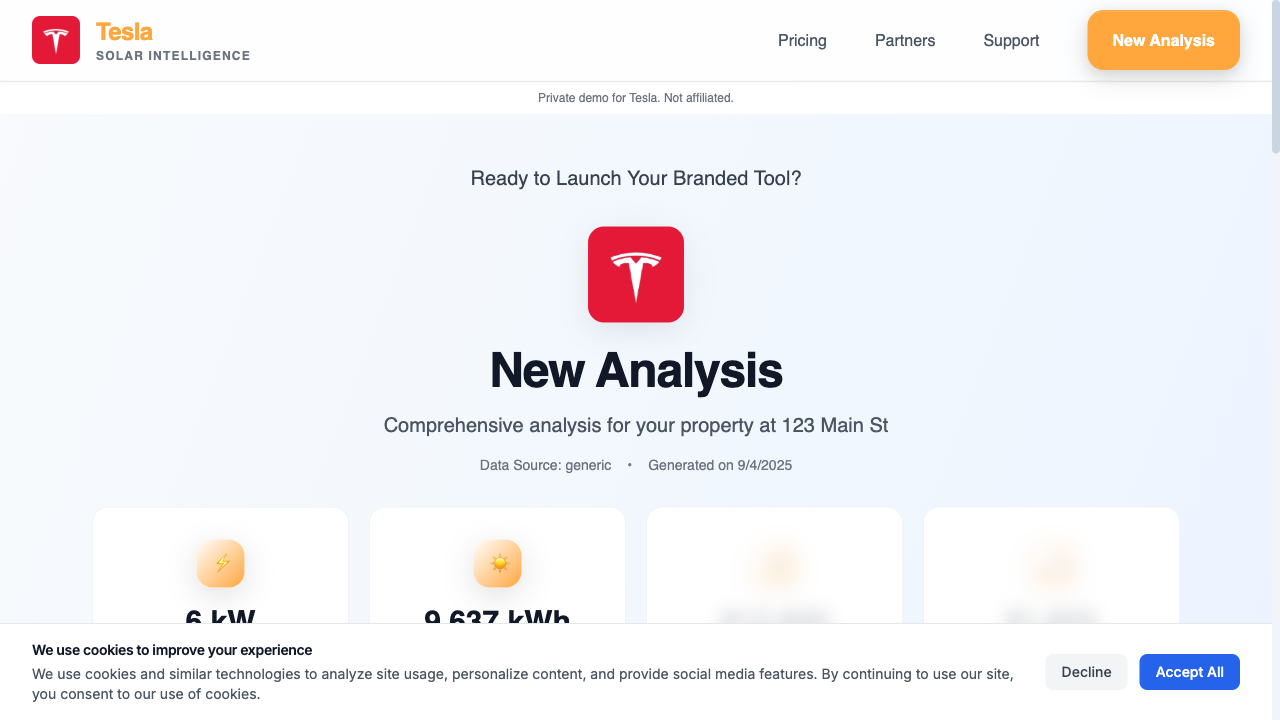 Tesla
SOLAR INTELLIGENCE
Pricing
Partners
Support
New Analysis
Private demo for Tesla. Not affiliated.
Ready to Launch Your Branded Tool?
New Analysis
Comprehensive analysis for your property at 123 Main St
Data Source: generic • Generated on 9/4/2025
6 kW
9,637 kWh
We use cookies to improve your experience
We use cookies and similar technologies to analyze site usage, personalize content, and provide social media features. By continuing to use our site,
you consent to our use of cookies.
Decline
Accept All